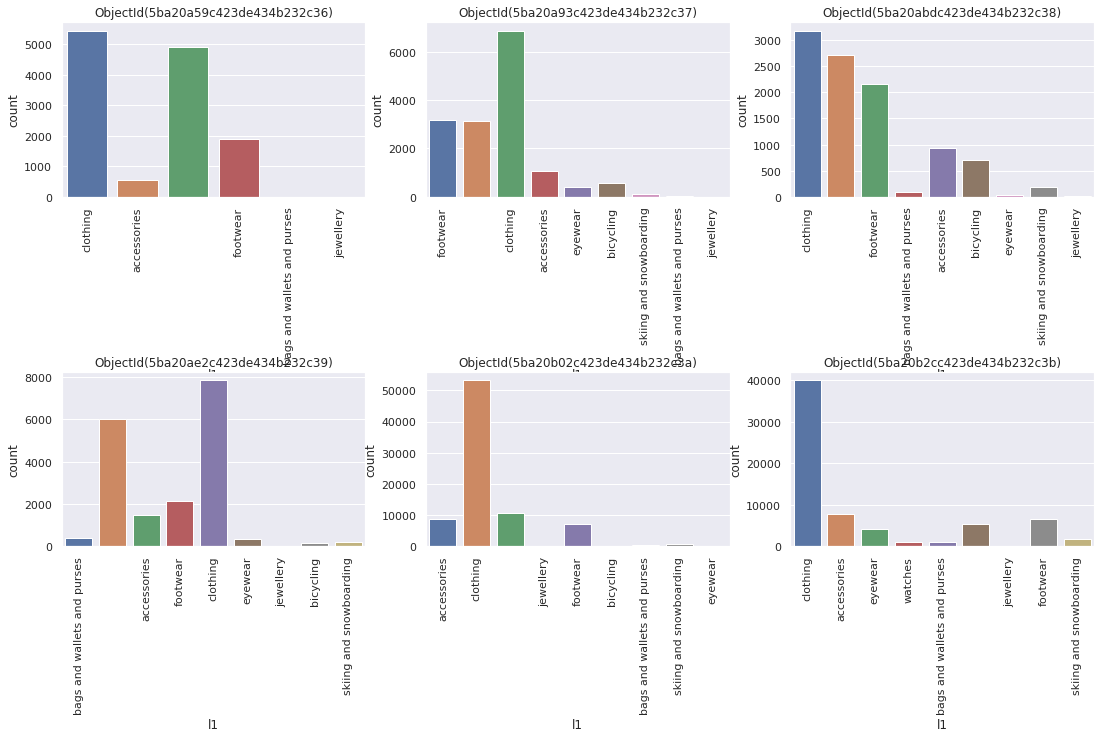 ObjectId(5ba20a59c423de434b232c36)
count
5000
4000
3000
2000
1000
0
clothing
accessories
footwear
bags and wallets and purses
jewellery
ObjectId(5ba20a93c423de434b232c37)
count
6000
4000
2000
0
footwear
clothing
accessories
eyewear
bicycling
skiing and snowboarding
bags and wallets and purses
jewellery
ObjectId(5ba20abdc423de434b232c38)
count
3000
2500
2000
1500
1000
500
0
clothing
footwear
bags and wallets and purses
accessories
bicycling
eyewear
skiing and snowboarding
jewellery
ObjectId(5ba20ae2c423de434b232c39)
count
8000
6000
4000
2000
0
bags and wallets and purses
accessories
footwear
clothing
eyewear
jewellery
bicycling
skiing and snowboarding
l1
ObjectId(5ba20b02c423de434b232c3a)
count
50000
40000
30000
20000
10000
0
accessories
clothing
jewellery
footwear
bicycling
bags and wallets and purses
skiing and snowboarding
eyewear
l1
ObjectId(5ba20b2cc423de434b232c3b)
count
40000
30000
20000
10000
0
clothing
accessories
eyewear
watches
bags and wallets and purses
jewellery
footwear
skiing and snowboarding
l1